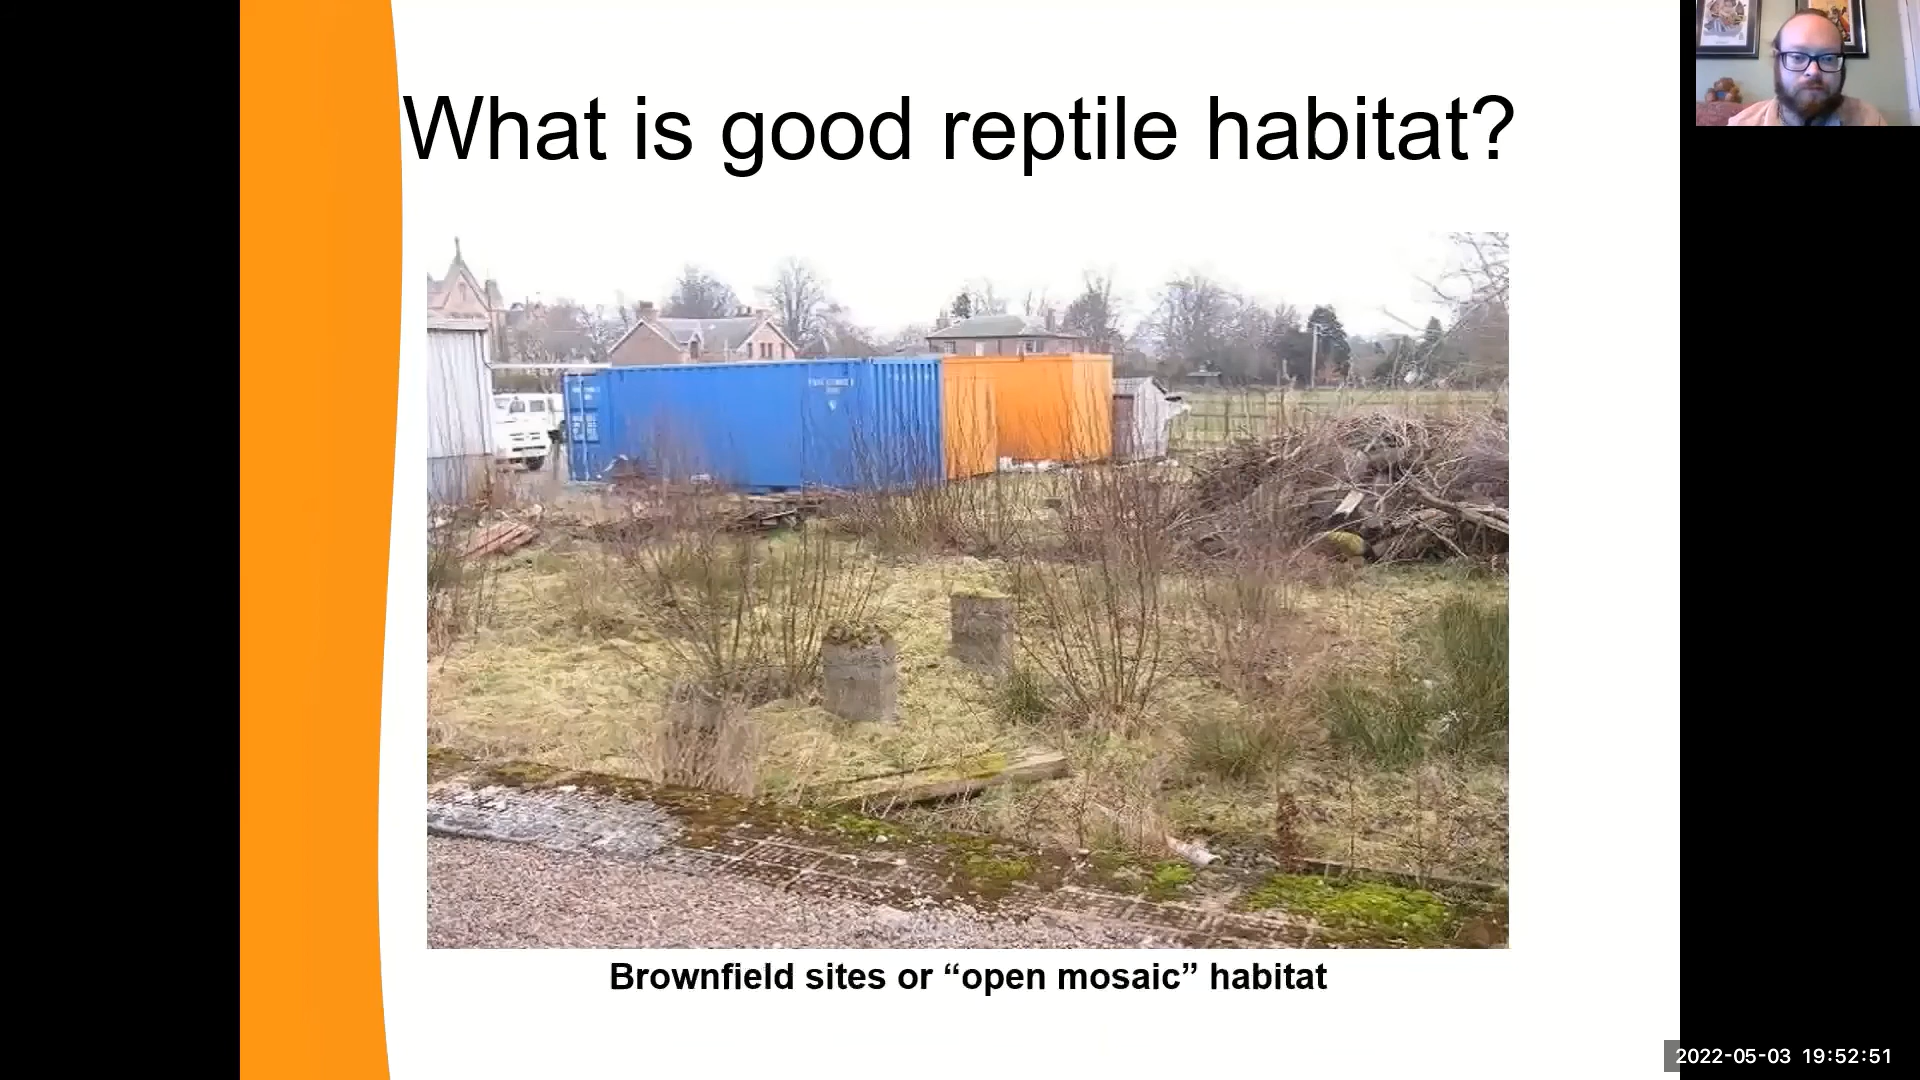 What is good reptile habitat?
Brownfield sites or “open mosaic” habitat
2022-05-03 19:52:51